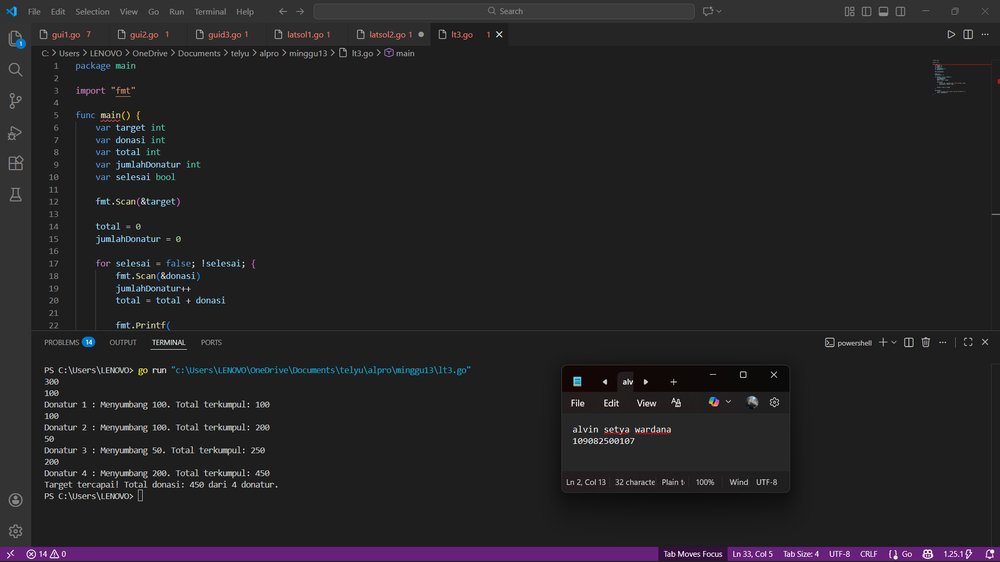 File Edit Selection View Go Run Terminal Help
Search
1
gui1.go 7
gui2.go 1
guid3.go 1
latsol1.go 1
latsol2.go 1
lt3.go 1
C: > Users > LENOVO > OneDrive > Documents > telyu > alpro > minggu13 > lt3.go > main
1 package main
2
3 import "fmt"
4
5 func main() {
6 var target int
7 var donasi int
8 var total int
9 var jumlahDonatur int
10 var selesai bool
11
12 fmt.Scan(&target)
13
14 total = 0
15 jumlahDonatur = 0
16
17 for selesai = false; !selesai; {
18 fmt.Scan(&donasi)
19 jumlahDonatur++
20 total = total + donasi
21
22 fmt.Printf(
PROBLEMS 14 OUTPUT TERMINAL PORTS
powershell
PS C:\Users\LENOVO> go run "c:\Users\LENOVO\OneDrive\Documents\telyu\alpro\minggu13\lt3.go"
300
100
Donatur 1 : Menyumbang 100. Total terkumpul: 100
100
Donatur 2 : Menyumbang 100. Total terkumpul: 200
50
Donatur 3 : Menyumbang 50. Total terkumpul: 250
200
Donatur 4 : Menyumbang 200. Total terkumpul: 450
Target tercapai! Total donasi: 450 dari 4 donatur.
PS C:\Users\LENOVO>
alv
File Edit View
alvin setya wardana
109082500107
Ln 2, Col 13 32 characte Plain t 100% Wind UTF-8
14 0
Tab Moves Focus Ln 33, Col 5 Tab Size: 4 UTF-8 CRLF Go 1.25.1